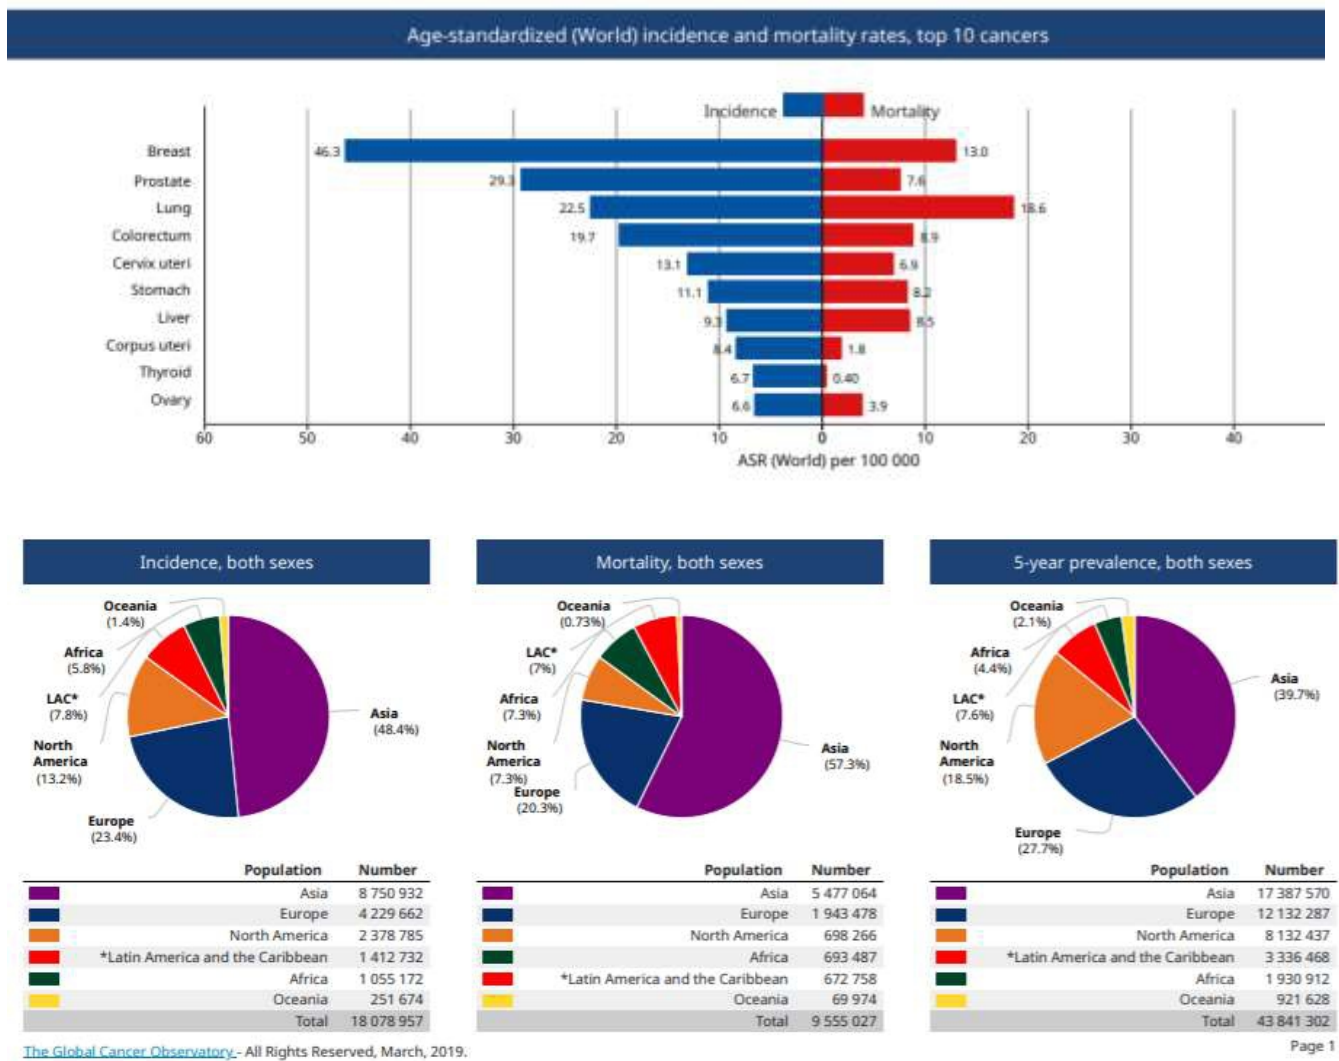 Age-standardized (World) incidence and mortality rates, top 10 cancers
Incidence Mortality
Breast 46.3 13.0
Prostate 29.3 7.6
Lung 22.5 18.6
Colorectum 19.7 8.9
Cervix uteri 13.1 6.9
Stomach 11.1 8.2
Liver 9.3 8.5
Corpus uteri 8.4 1.8
Thyroid 6.7 0.40
Ovary 6.6 3.9
60 50 40 30 20 10 0 10 20 30 40
ASR (World) per 100 000
Incidence, both sexes
Oceania
(1.4%)
Africa
(5.8%)
LAC*
(7.8%)
North
America
(13.2%)
Europe
(23.4%)
Asia
(48.4%)
Population Number
Asia 8 750 932
Europe 4 229 662
North America 2 378 785
*Latin America and the Caribbean 1 412 732
Africa 1 055 172
Oceania 251 674
Total 18 078 957
Mortality, both sexes
Oceania
(0.73%)
LAC*
(7%)
Africa
(7.3%)
North
America
(7.3%)
Europe
(20.3%)
Asia
(57.3%)
Population Number
Asia 5 477 064
Europe 1 943 478
North America 698 266
Africa 693 487
*Latin America and the Caribbean 672 758
Oceania 69 974
Total 9 555 027
5-year prevalence, both sexes
Oceania
(2.1%)
Africa
(4.4%)
LAC*
(7.6%)
North
America
(18.5%)
Europe
(27.7%)
Asia
(39.7%)
Population Number
Asia 17 387 570
Europe 12 132 287
North America 8 132 437
*Latin America and the Caribbean 3 336 468
Africa 1 930 912
Oceania 921 628
Total 43 841 302
The Global Cancer Observatory - All Rights Reserved, March, 2019.
Page 1